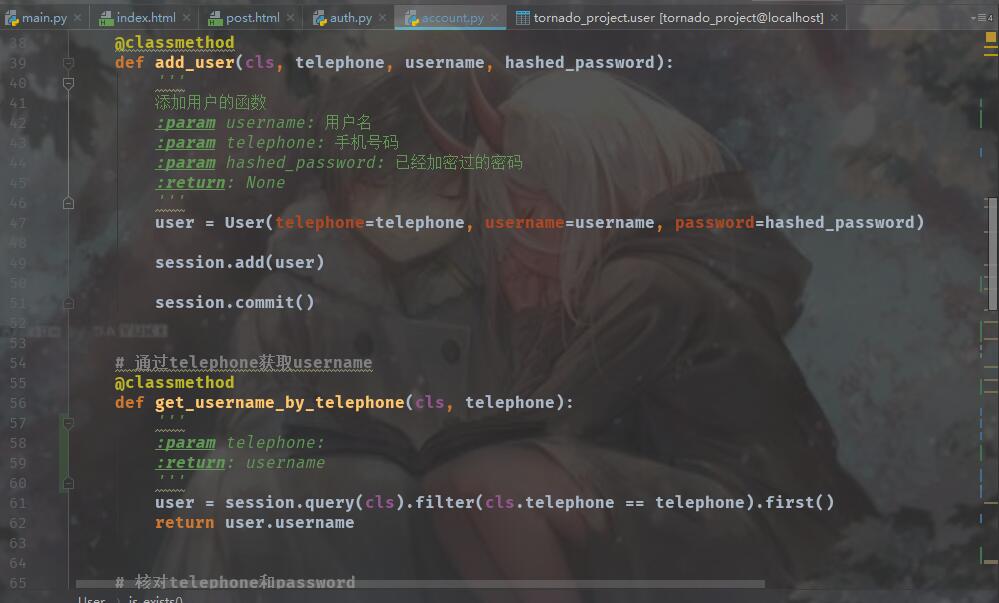 main.py index.html post.html auth.py account.py tornado_project.user [tornado_project@localhost] 4
38 @classmethod
39 def add_user(cls, telephone, username, hashed_password):
40 '''
41 添加用户的函数
42 :param username: 用户名
43 :param telephone: 手机号码
44 :param hashed_password: 已经加密过的密码
45 :return: None
46 '''
47 user = User(telephone=telephone, username=username, password=hashed_password)
48
49 session.add(user)
50
51 session.commit()
52
53
54 # 通过telephone获取username
55 @classmethod
56 def get_username_by_telephone(cls, telephone):
57 '''
58 :param telephone:
59 :return: username
60 '''
61 user = session.query(cls).filter(cls.telephone == telephone).first()
62 return user.username
63
64
65 # 核对telephone和password
User is_exists()